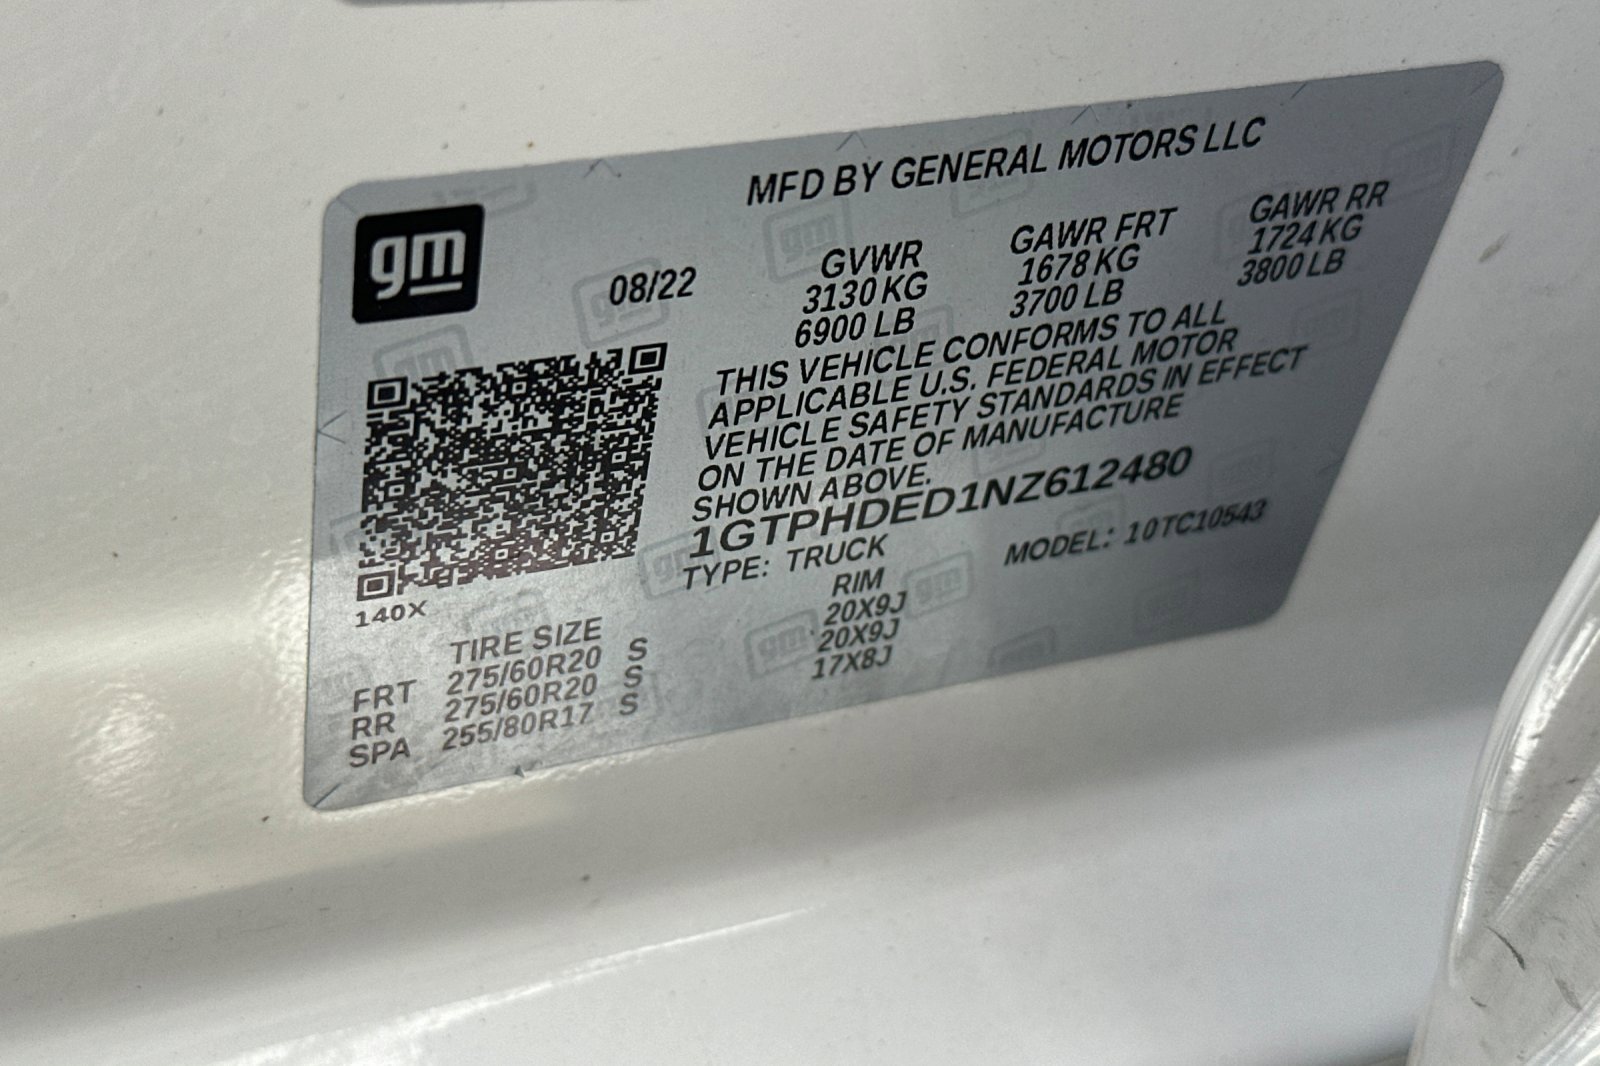 MFD BY GENERAL MOTORS LLC
gm
08/22
GVWR GAWR FRT GAWR RR
3130 KG 1678 KG 1724 KG
6900 LB 3700 LB 3800 LB
THIS VEHICLE CONFORMS TO ALL
APPLICABLE U.S. FEDERAL MOTOR
VEHICLE SAFETY STANDARDS IN EFFECT
ON THE DATE OF MANUFACTURE
SHOWN ABOVE.
1GTPHDED1NZ612480
TYPE: TRUCK MODEL: 10TC10543
140X
TIRE SIZE RIM
FRT 275/60R20 S 20X9J
RR 275/60R20 S 20X9J
SPA 255/80R17 S 17X8J